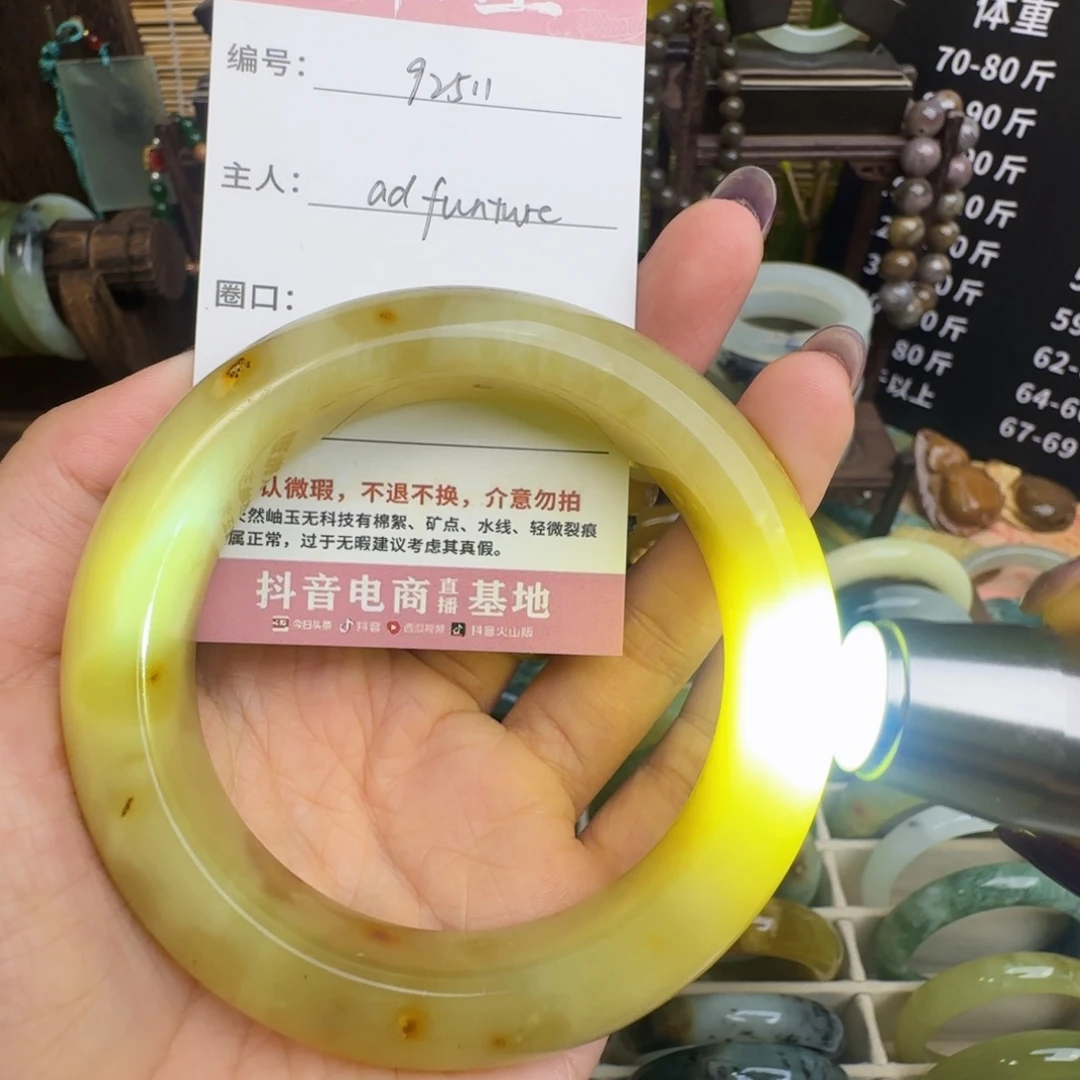 编号: 92511
主人: ad funture
圈口:
认微瑕，不退不换，介意勿拍
天然岫玉无科技有棉絮、矿点、水线、轻微裂痕
属正常，过于无暇建议考虑其真假。
抖音电商直播基地
今日头条 抖音 西瓜视频 抖音火山版
体重
70-80斤
90斤
0斤
0斤
0斤
0斤
0斤
80斤
以上
59
62-
64-66
67-69